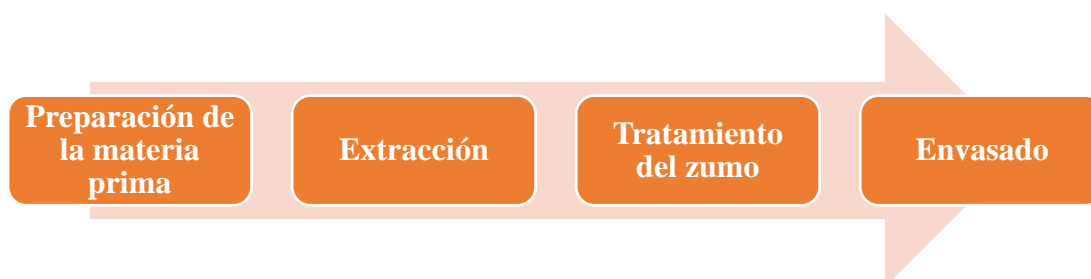 Preparación de
la materia
prima
Extracción
Tratamiento
del zumo
Envasado